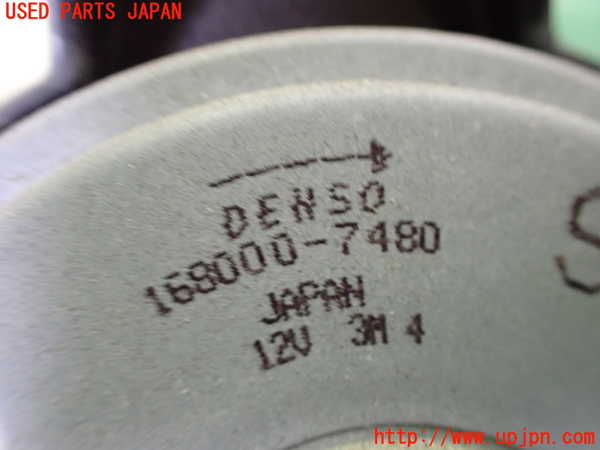 USED PARTS JAPAN
DENSO
168000-7480
JAPAN
12V 3M 4
S
http://www.upjpn.com/